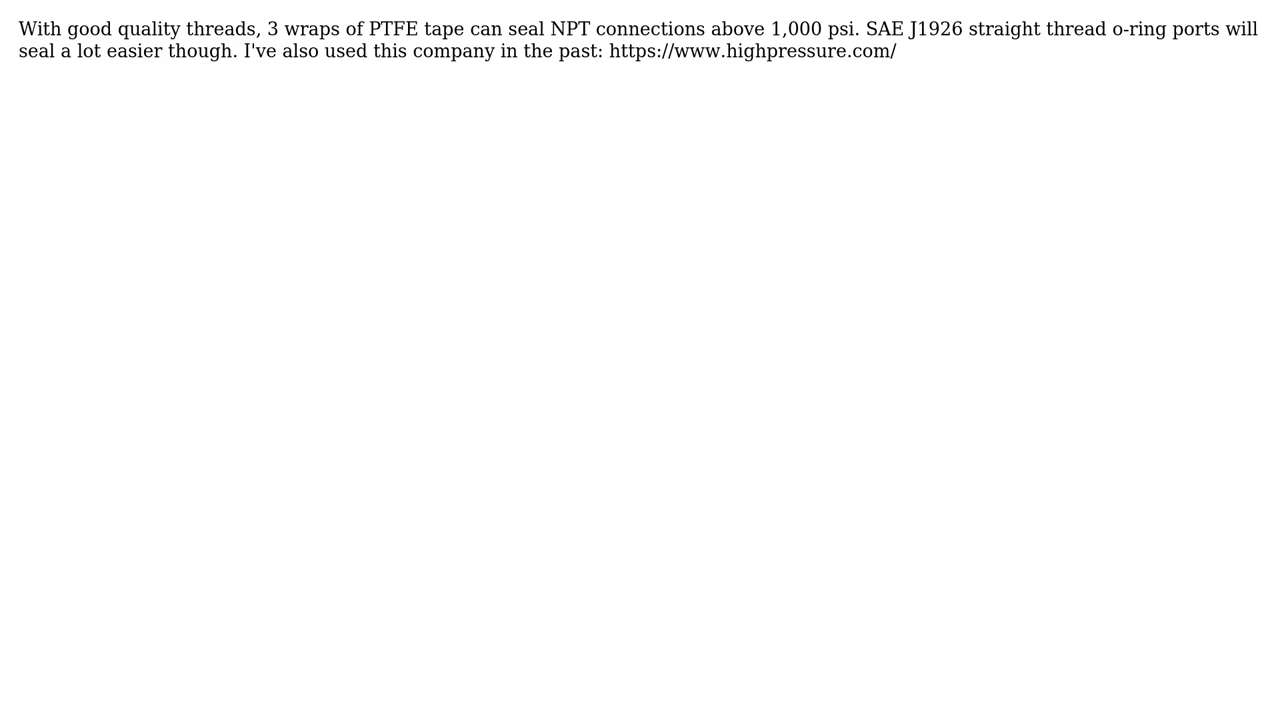 With good quality threads, 3 wraps of PTFE tape can seal NPT connections above 1,000 psi. SAE J1926 straight thread o-ring ports will
seal a lot easier though. I've also used this company in the past: https://www.highpressure.com/